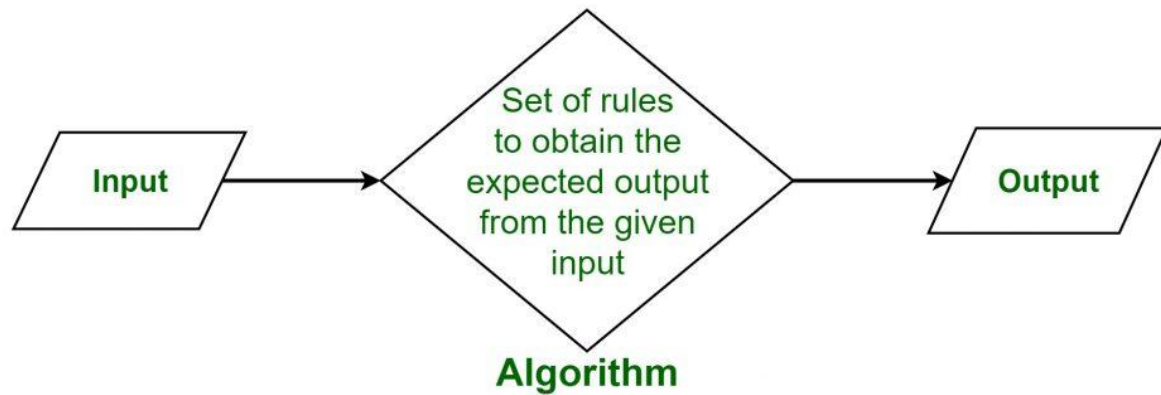 Input
Set of rules
to obtain the
expected output
from the given
input
Output
Algorithm